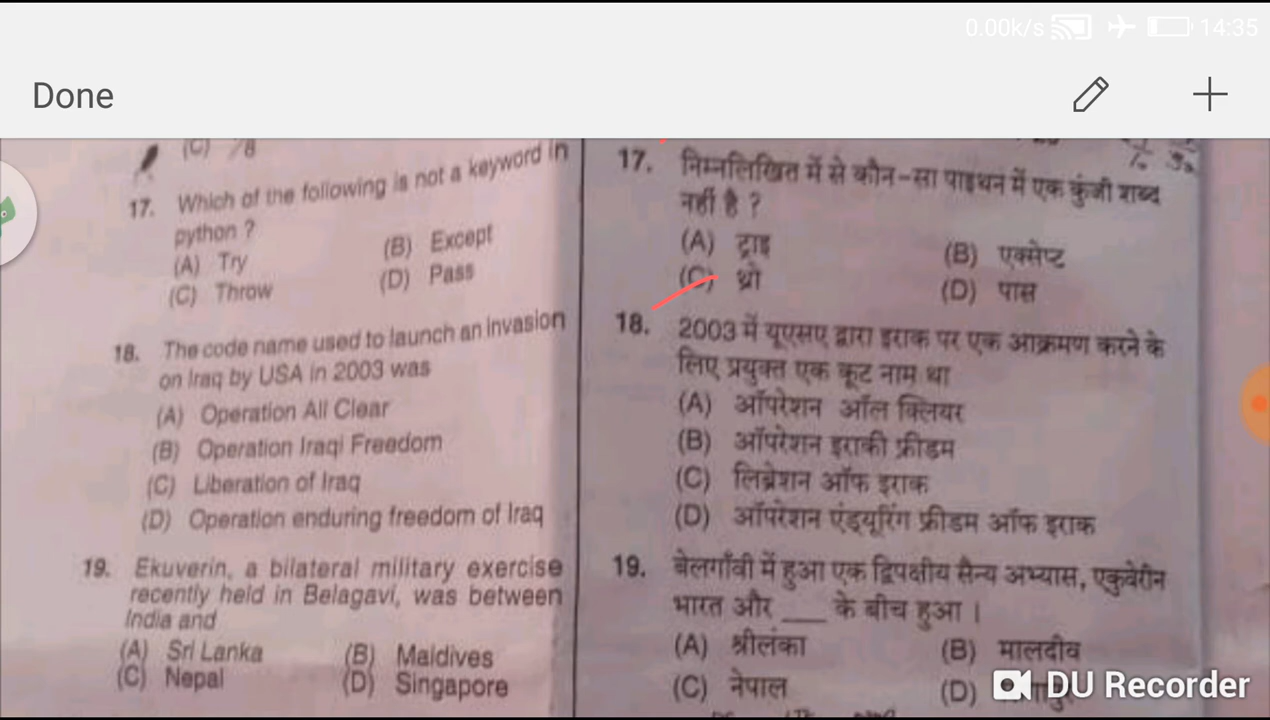 0.00k/s 14:35
Done
(C) 78
17. Which of the following is not a keyword in
python ?
(A) Try (B) Except
(C) Throw (D) Pass
18. The code name used to launch an invasion
on Iraq by USA in 2003 was
(A) Operation All Clear
(B) Operation Iraqi Freedom
(C) Liberation of Iraq
(D) Operation enduring freedom of Iraq
19. Ekuverin, a bilateral military exercise
recently held in Belagavi, was between
India and
(A) Sri Lanka (B) Maldives
(C) Nepal (D) Singapore
17. निम्नलिखित में से कौन-सा पाइथन में एक कुंजी शब्द
नहीं है ?
(A) ट्राइ (B) एक्सेप्ट
(C) थ्रो (D) पास
18. 2003 में यूएसए द्वारा इराक पर एक आक्रमण करने के
लिए प्रयुक्त एक कूट नाम था
(A) ऑपरेशन ऑल क्लियर
(B) ऑपरेशन इराकी फ्रीडम
(C) लिब्रेशन ऑफ इराक
(D) ऑपरेशन एंड्यूरिंग फ्रीडम ऑफ इराक
19. बेलगाँवी में हुआ एक द्विपक्षीय सैन्य अभ्यास, एकुवेरीन
भारत और ___ के बीच हुआ ।
(A) श्रीलंका (B) मालदीव
(C) नेपाल (D)
DU Recorder